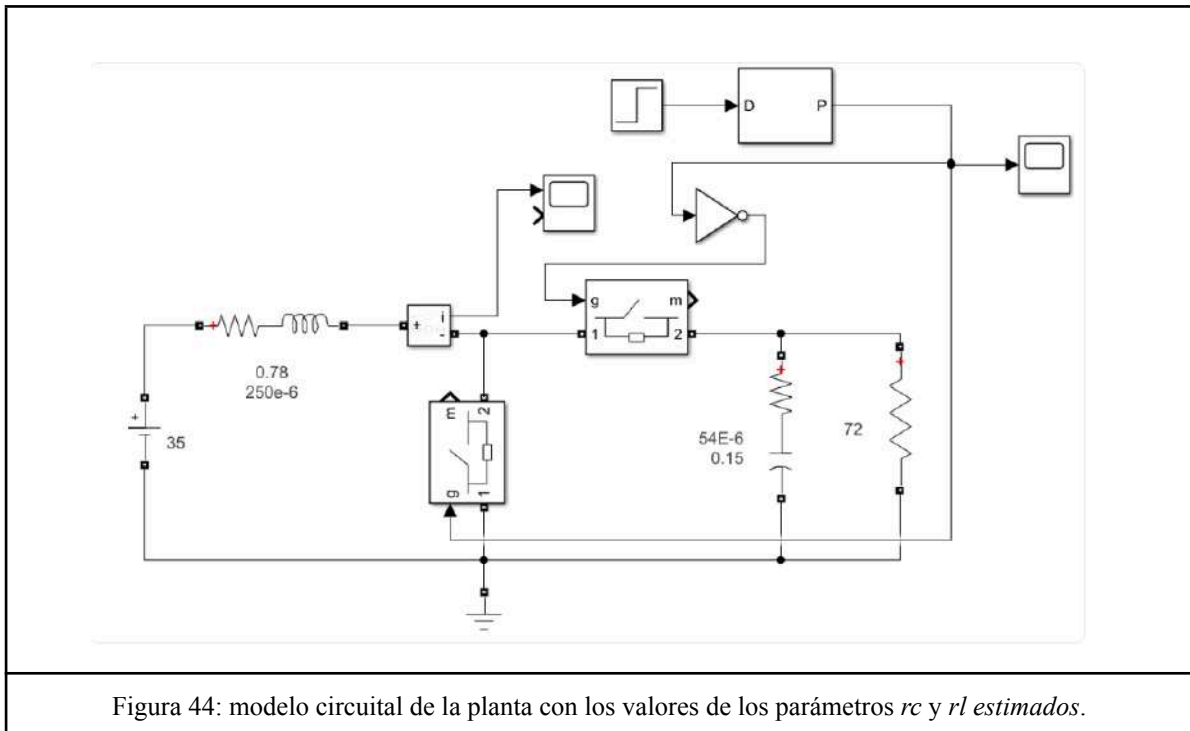 D P
g m
1 2
i
+
-
0.78
250e-6
+
35
m 2
g 1
54E-6
0.15
72
Figura 44: modelo circuital de la planta con los valores de los parámetros rc y rl estimados.